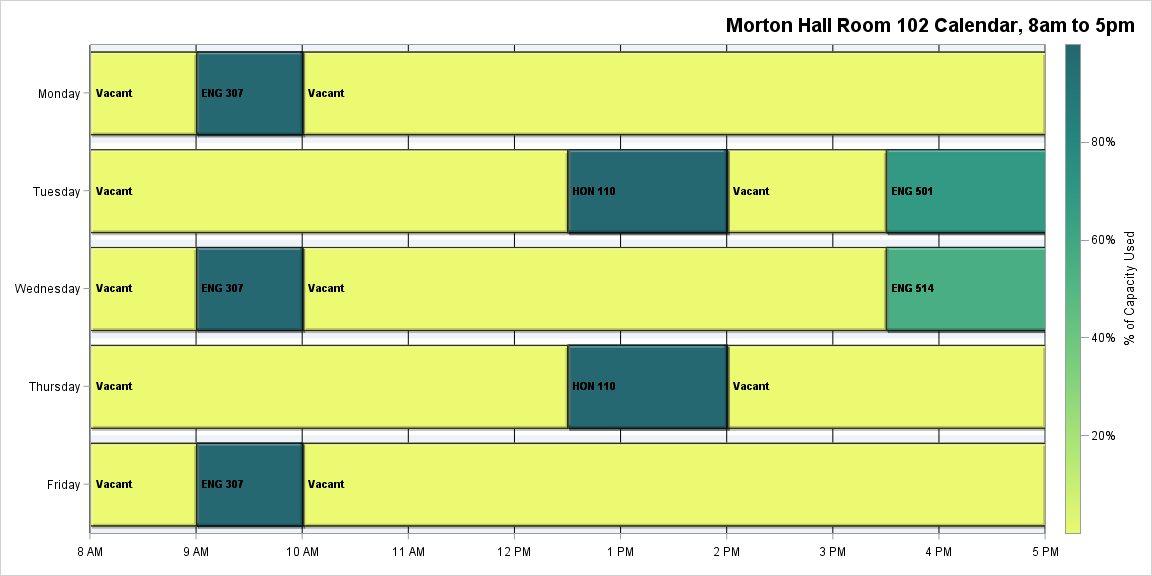 Morton Hall Room 102 Calendar, 8am to 5pm
Monday
Vacant
ENG 307
Vacant
Tuesday
Vacant
HON 110
Vacant
ENG 501
Wednesday
Vacant
ENG 307
Vacant
ENG 514
Thursday
Vacant
HON 110
Vacant
Friday
Vacant
ENG 307
Vacant
8 AM
9 AM
10 AM
11 AM
12 PM
1 PM
2 PM
3 PM
4 PM
5 PM
80%
60%
40%
20%
% of Capacity Used